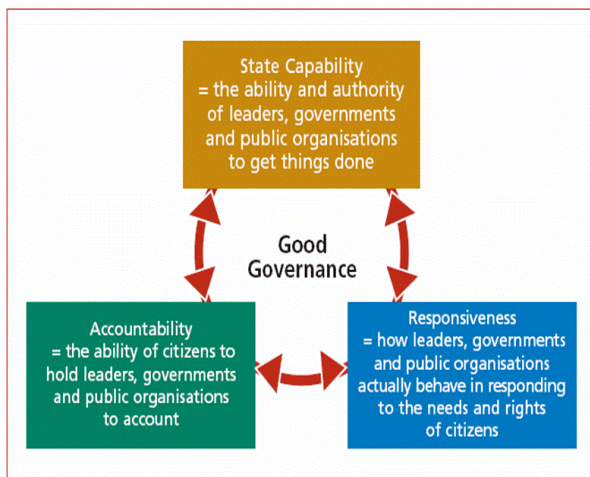 State Capability
= the ability and authority
of leaders, governments
and public organisations
to get things done
Good
Governance
Accountability
= the ability of citizens to
hold leaders, governments
and public organisations
to account
Responsiveness
= how leaders, governments
and public organisations
actually behave in responding
to the needs and rights
of citizens